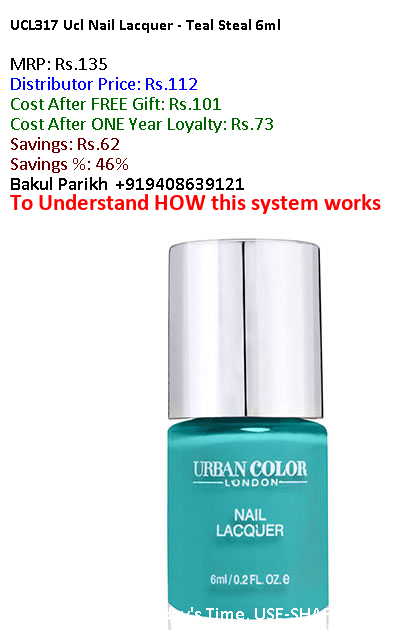 UCL317 Ucl Nail Lacquer - Teal Steal 6ml
MRP: Rs.135
Distributor Price: Rs.112
Cost After FREE Gift: Rs.101
Cost After ONE Year Loyalty: Rs.73
Savings: Rs.62
Savings %: 46%
Bakul Parikh +919408639121
To Understand HOW this system works
URBAN COLOR
LONDON
NAIL
LACQUER
6ml/0.2 FL. OZ. e
Time. USE-